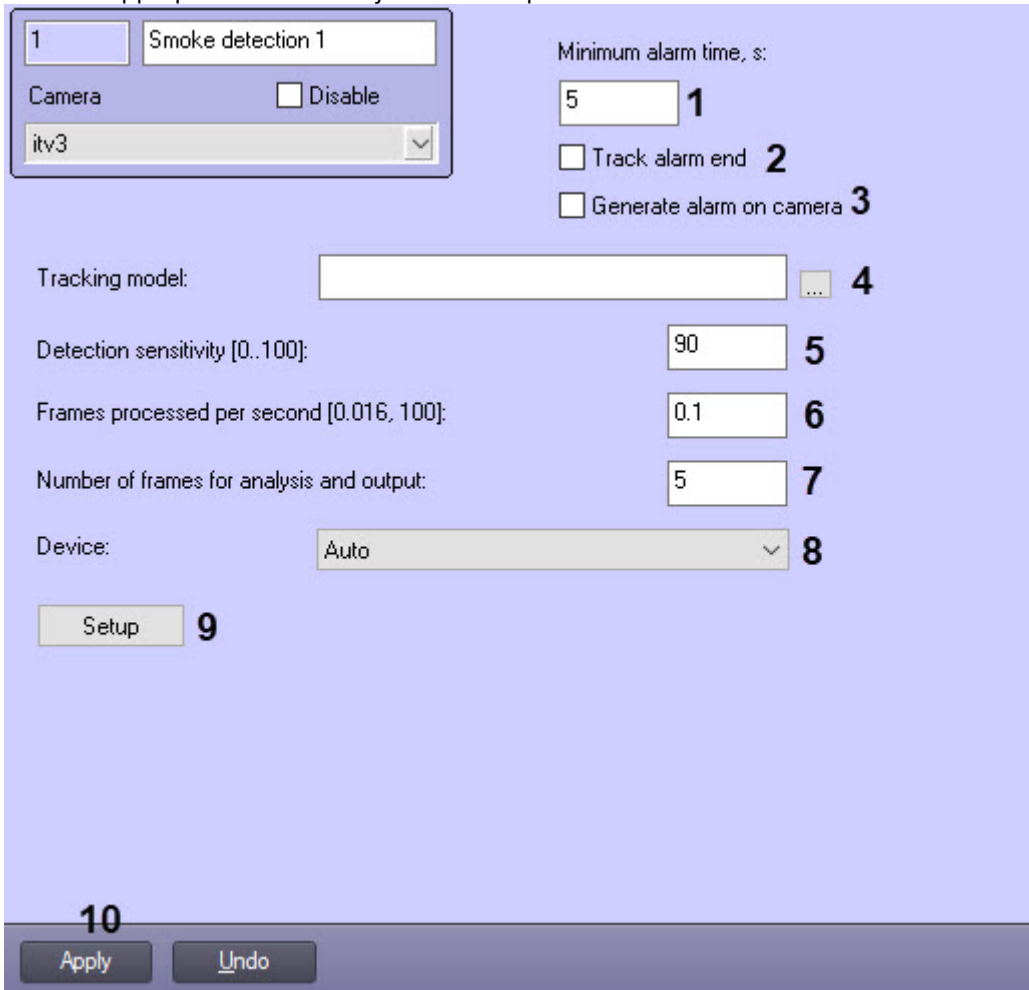 1 Smoke detection 1
Camera Disable
itv3
Minimum alarm time, s:
5 1
Track alarm end 2
Generate alarm on camera 3
Tracking model: ... 4
Detection sensitivity [0..100]: 90 5
Frames processed per second [0.016, 100]: 0.1 6
Number of frames for analysis and output: 5 7
Device: Auto 8
Setup 9
10
Apply Undo